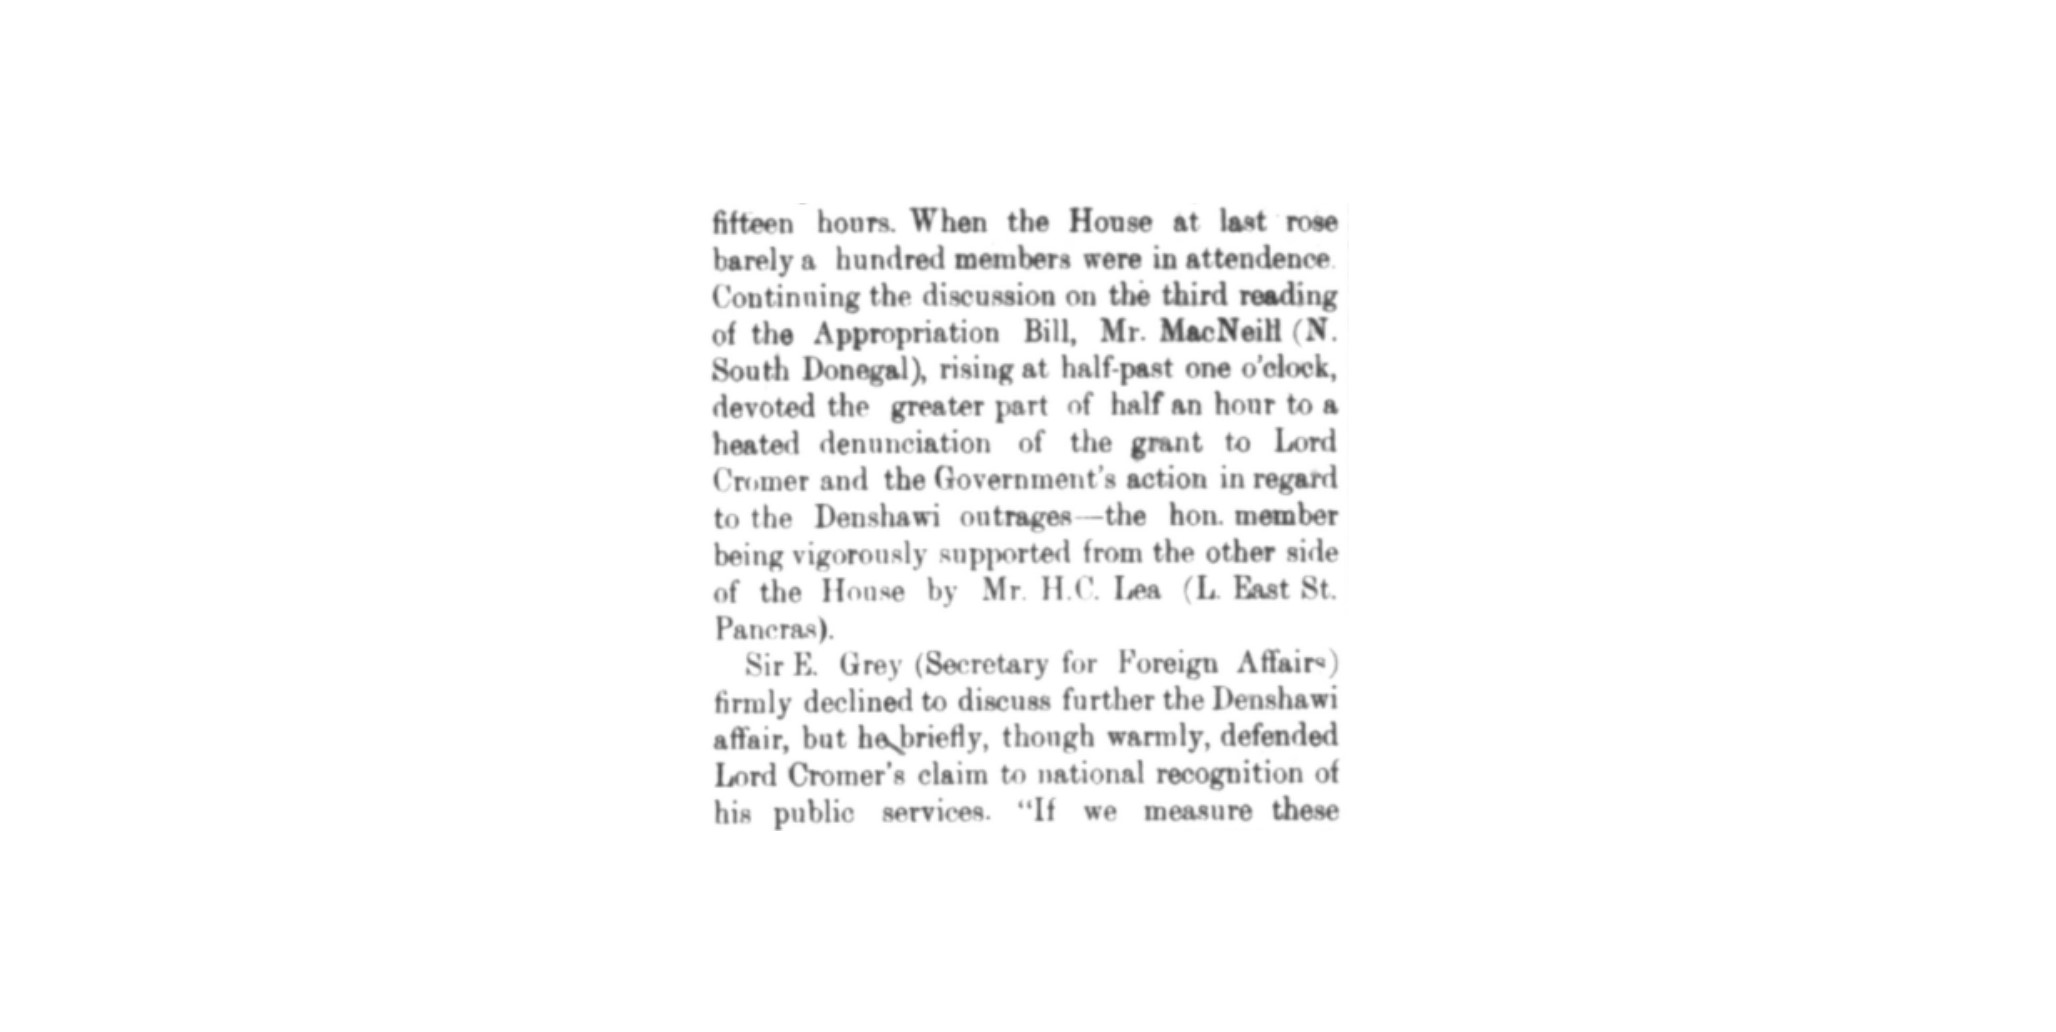 fifteen hours. When the House at last rose
barely a hundred members were in attendence.
Continuing the discussion on the third reading
of the Appropriation Bill, Mr. MacNeill (N.
South Donegal), rising at half-past one o'clock,
devoted the greater part of half an hour to a
heated denunciation of the grant to Lord
Cromer and the Government's action in regard
to the Denshawi outrages—the hon. member
being vigorously supported from the other side
of the House by Mr. H.C. Lea (L. East St.
Pancras).
Sir E. Grey (Secretary for Foreign Affairs)
firmly declined to discuss further the Denshawi
affair, but he briefly, though warmly, defended
Lord Cromer's claim to national recognition of
his public services. “If we measure these